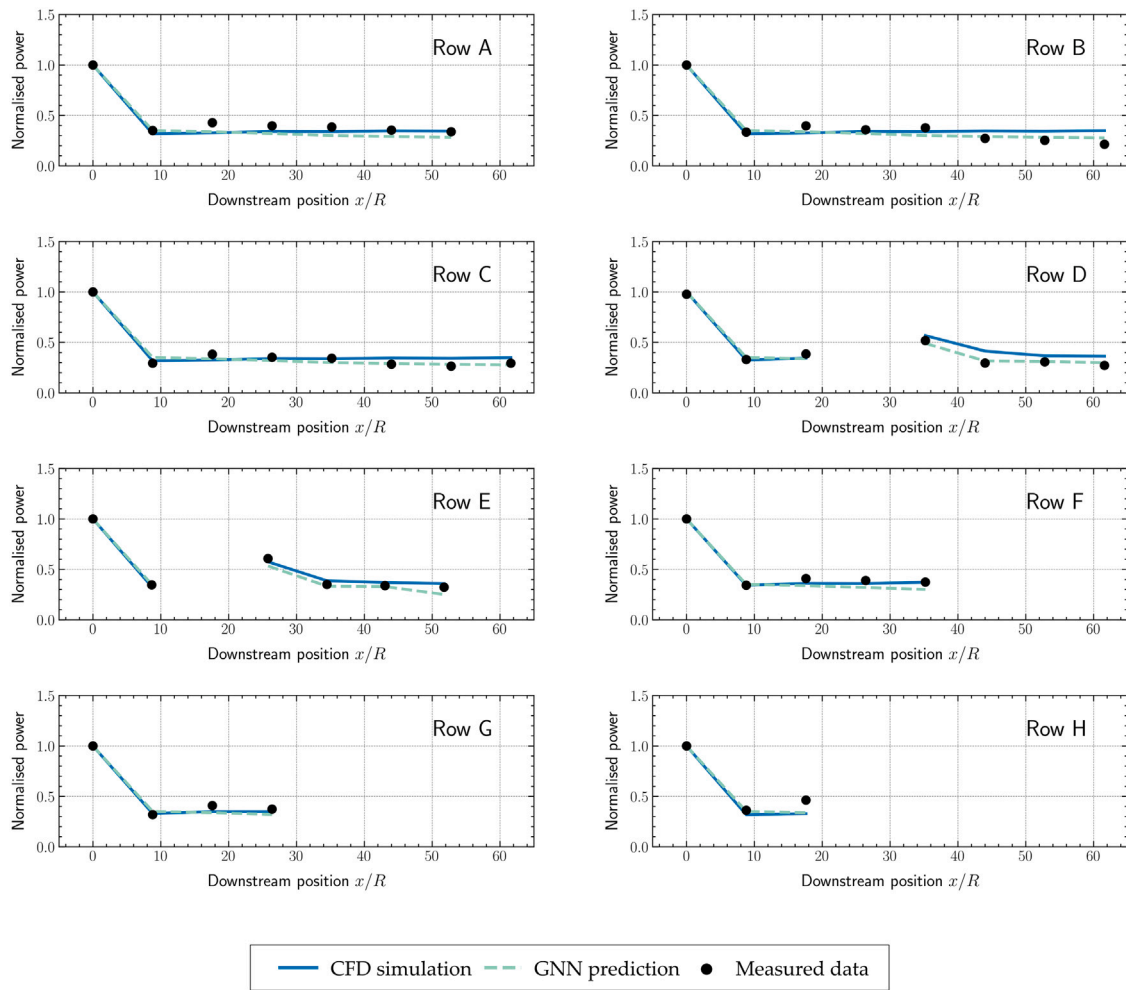 Normalised power
1.5
1.0
0.5
0.0
Row A
0 10 20 30 40 50 60
Downstream position x/R
Normalised power
1.5
1.0
0.5
0.0
Row B
0 10 20 30 40 50 60
Downstream position x/R
Normalised power
1.5
1.0
0.5
0.0
Row C
0 10 20 30 40 50 60
Downstream position x/R
Normalised power
1.5
1.0
0.5
0.0
Row D
0 10 20 30 40 50 60
Downstream position x/R
Normalised power
1.5
1.0
0.5
0.0
Row E
0 10 20 30 40 50 60
Downstream position x/R
Normalised power
1.5
1.0
0.5
0.0
Row F
0 10 20 30 40 50 60
Downstream position x/R
Normalised power
1.5
1.0
0.5
0.0
Row G
0 10 20 30 40 50 60
Downstream position x/R
Normalised power
1.5
1.0
0.5
0.0
Row H
0 10 20 30 40 50 60
Downstream position x/R
CFD simulation GNN prediction Measured data